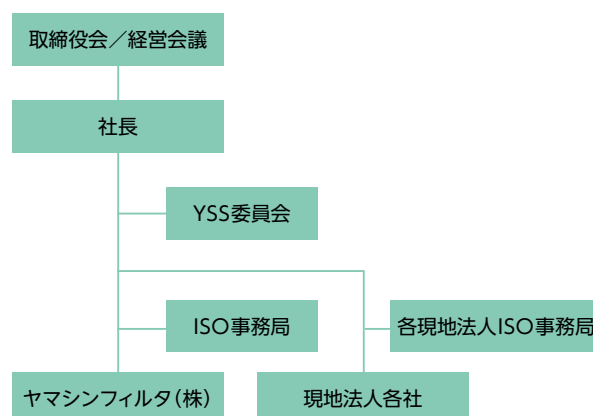 取締役会／経営会議
社長
YSS委員会
ISO事務局
各現地法人ISO事務局
ヤマシンフィルタ（株）
現地法人各社